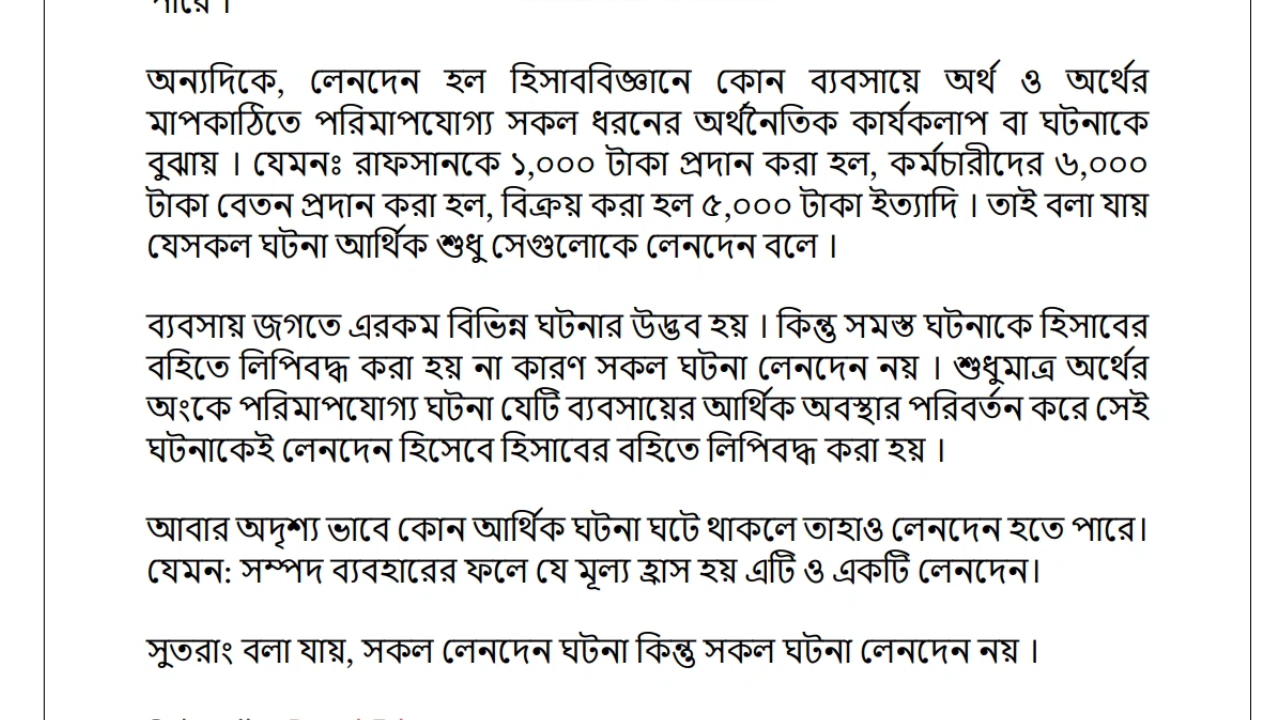 পারে ।
অন্যদিকে, লেনদেন হল হিসাববিজ্ঞানে কোন ব্যবসায়ে অর্থ ও অর্থের
মাপকাঠিতে পরিমাপযোগ্য সকল ধরনের অর্থনৈতিক কার্যকলাপ বা ঘটনাকে
বুঝায় । যেমনঃ রাফসানকে ১,০০০ টাকা প্রদান করা হল, কর্মচারীদের ৬,০০০
টাকা বেতন প্রদান করা হল, বিক্রয় করা হল ৫,০০০ টাকা ইত্যাদি । তাই বলা যায়
যেসকল ঘটনা আর্থিক শুধু সেগুলোকে লেনদেন বলে ।
ব্যবসায় জগতে এরকম বিভিন্ন ঘটনার উদ্ভব হয় । কিন্তু সমস্ত ঘটনাকে হিসাবের
বহিতে লিপিবদ্ধ করা হয় না কারণ সকল ঘটনা লেনদেন নয় । শুধুমাত্র অর্থের
অংকে পরিমাপযোগ্য ঘটনা যেটি ব্যবসায়ের আর্থিক অবস্থার পরিবর্তন করে সেই
ঘটনাকেই লেনদেন হিসেবে হিসাবের বহিতে লিপিবদ্ধ করা হয় ।
আবার অদৃশ্য ভাবে কোন আর্থিক ঘটনা ঘটে থাকলে তাহাও লেনদেন হতে পারে।
যেমন: সম্পদ ব্যবহারের ফলে যে মূল্য হ্রাস হয় এটি ও একটি লেনদেন।
সুতরাং বলা যায়, সকল লেনদেন ঘটনা কিন্তু সকল ঘটনা লেনদেন নয় ।